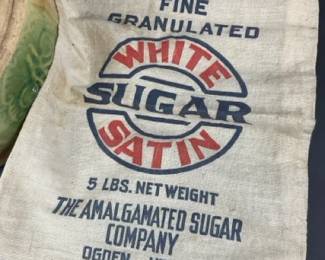 FINE
GRANULATED
WHITE
SUGAR
SATIN
5 LBS. NET WEIGHT
THE AMALGAMATED SUGAR
COMPANY
OGDEN